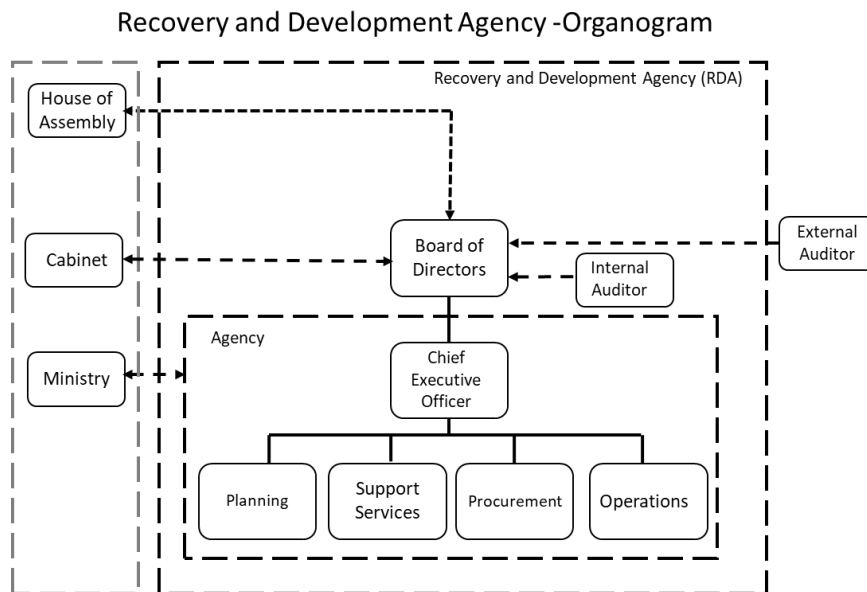 Recovery and Development Agency -Organogram
Recovery and Development Agency (RDA)
House of
Assembly
Cabinet
Board of
Directors
External
Auditor
Internal
Auditor
Agency
Ministry
Chief
Executive
Officer
Planning
Support
Services
Procurement
Operations